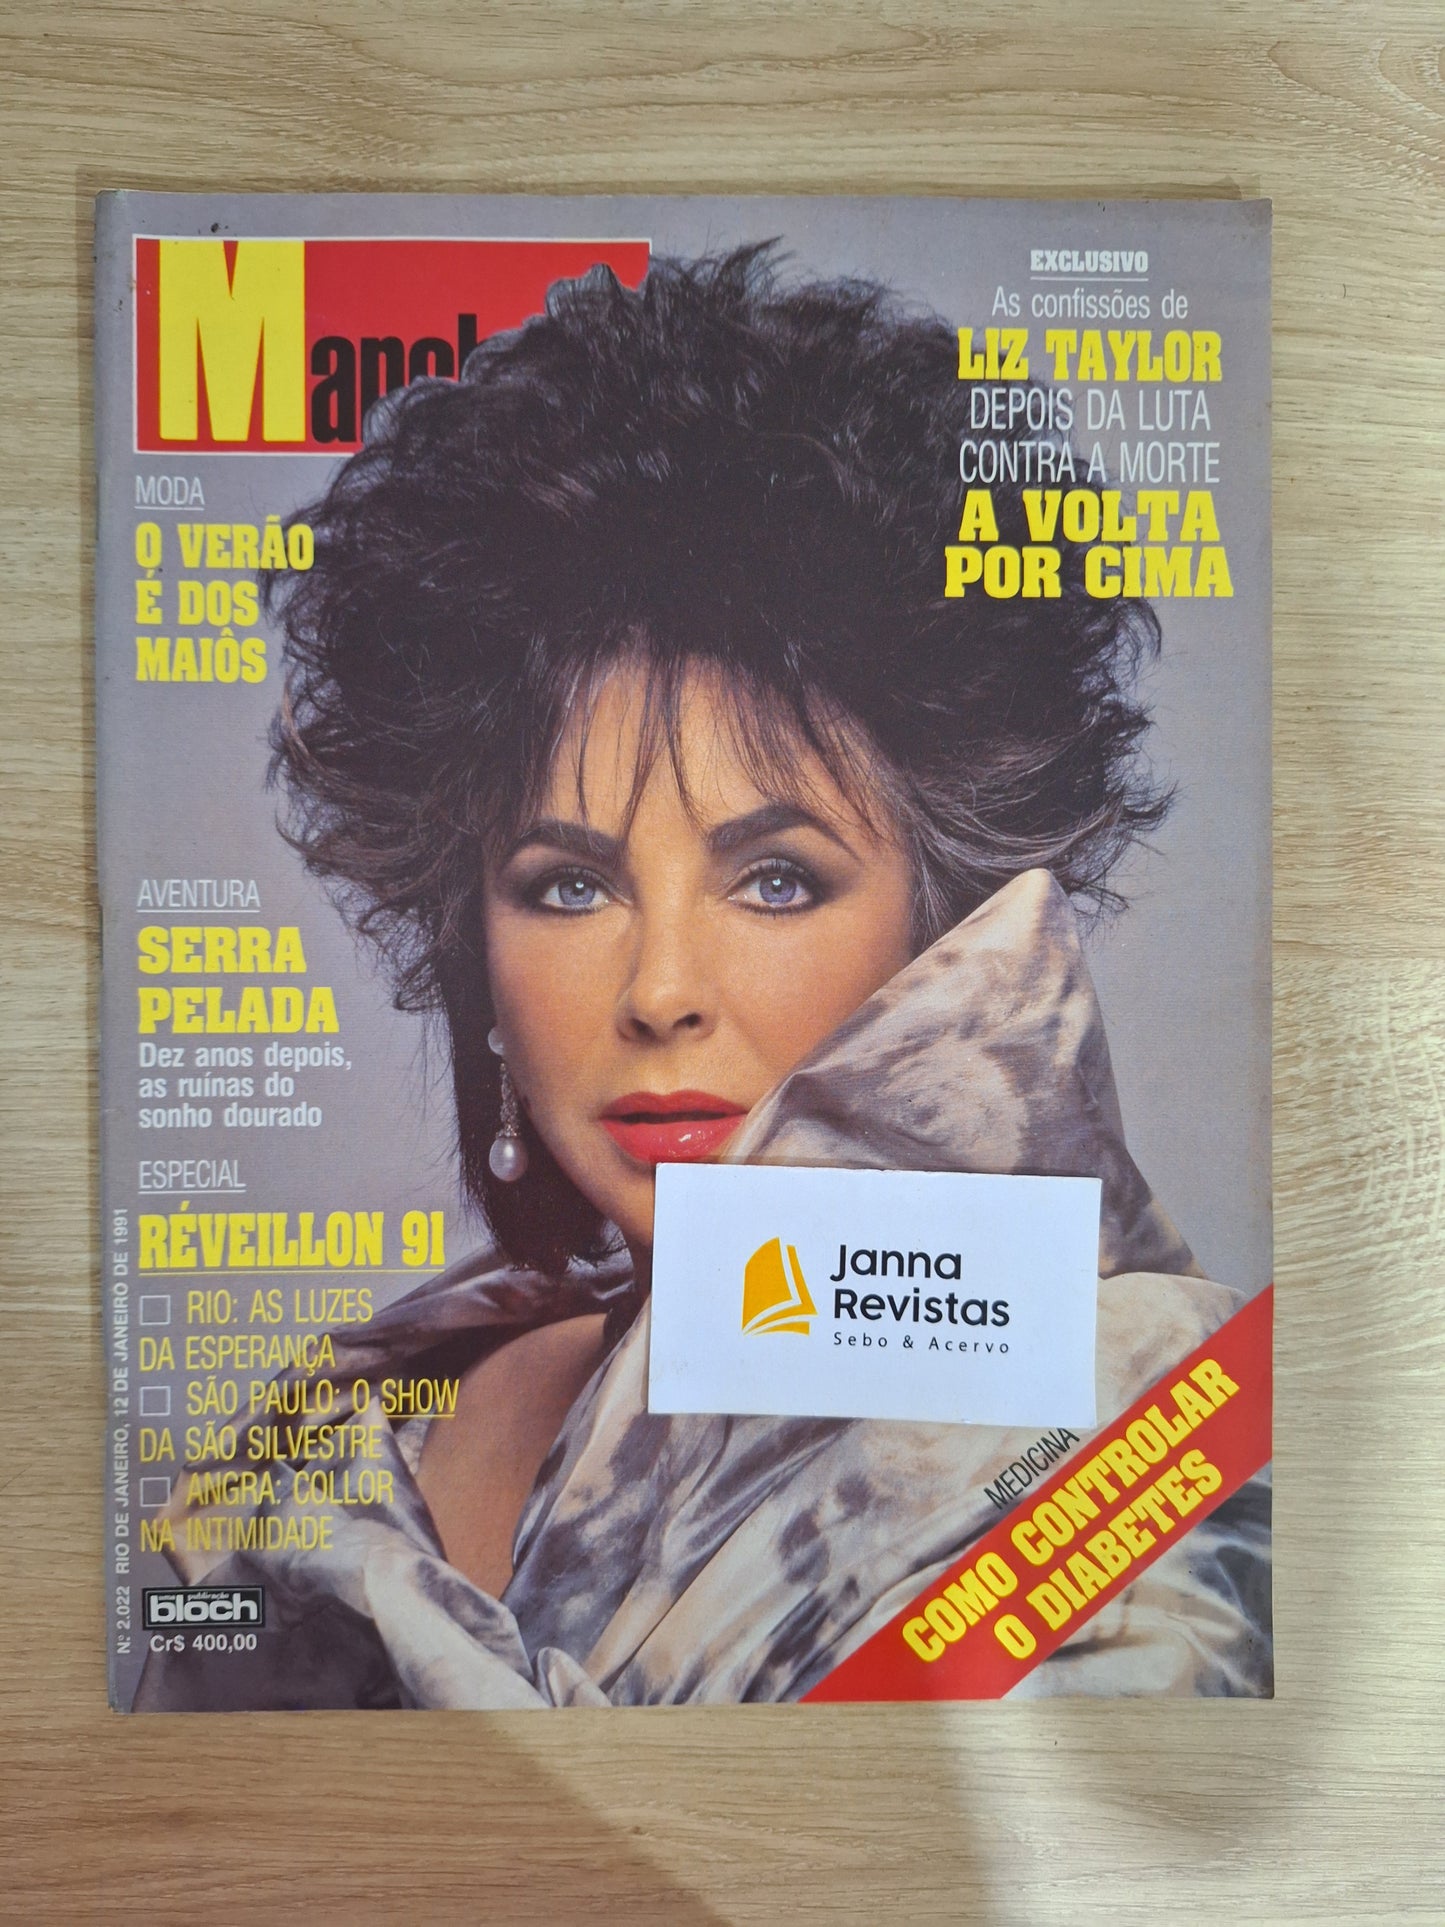 Manch
EXCLUSIVO
As confissões de
LIZ TAYLOR
DEPOIS DA LUTA
CONTRA A MORTE
A VOLTA
POR CIMA
MODA
O VERÃO
É DOS
MAIÔS
AVENTURA
SERRA
PELADA
Dez anos depois,
as ruínas do
sonho dourado
ESPECIAL
RÉVEILLON 91
RIO: AS LUZES
DA ESPERANÇA
SÃO PAULO: O SHOW
DA SÃO SILVESTRE
ANGRA: COLLOR
NA INTIMIDADE
uma publicação
bloch
Cr$ 400,00
Nº 2.022 RIO DE JANEIRO, 12 DE JANEIRO DE 1991
Janna
Revistas
Sebo & Acervo
MEDICINA
COMO CONTROLAR
O DIABETES